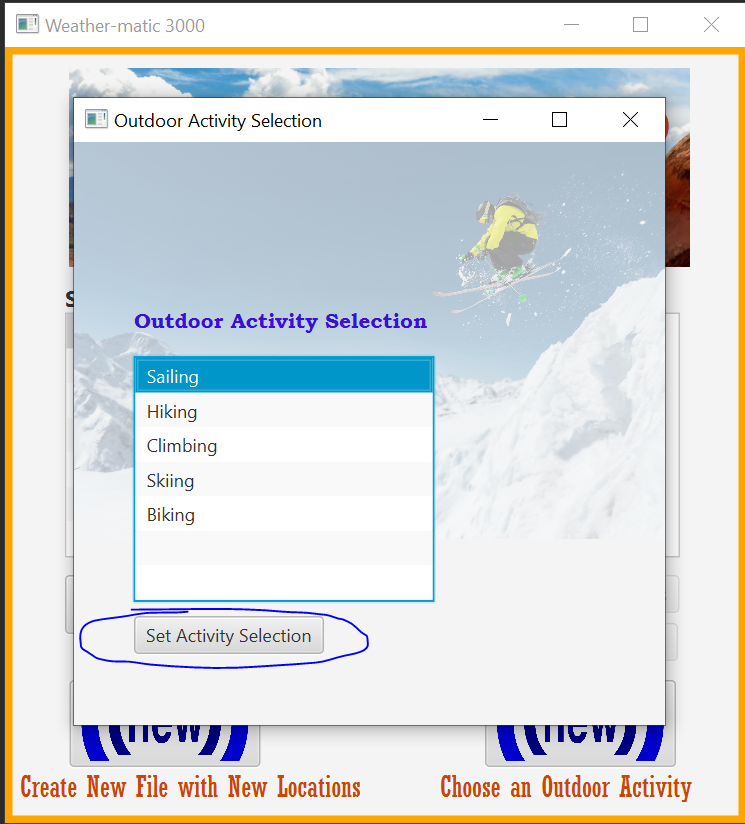 Weather-matic 3000
Outdoor Activity Selection
S
Outdoor Activity Selection
Sailing
Hiking
Climbing
Skiing
Biking
Set Activity Selection
((new)) ((new))
Create New File with New Locations
Choose an Outdoor Activity